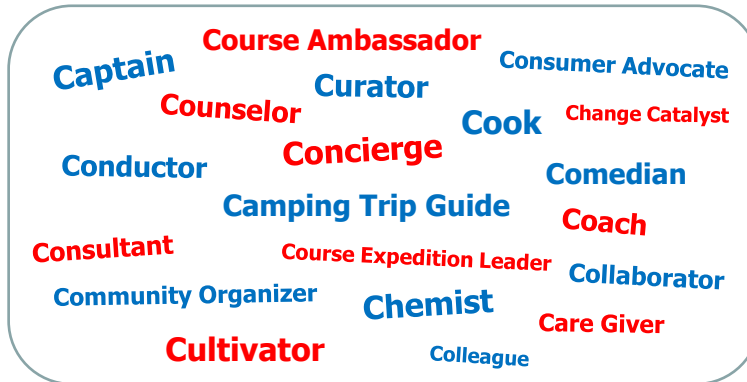 Course Ambassador
Captain
Consumer Advocate
Curator
Counselor
Cook
Change Catalyst
Concierge
Conductor
Comedian
Camping Trip Guide
Coach
Consultant
Course Expedition Leader
Collaborator
Community Organizer
Chemist
Care Giver
Cultivator
Colleague